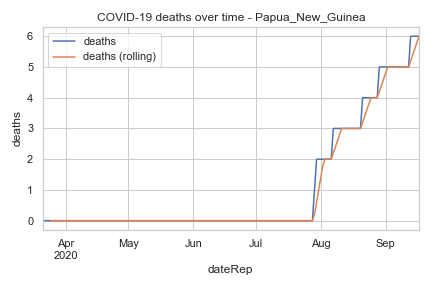 COVID-19 deaths over time - Papua_New_Guinea
deaths
deaths (rolling)
deaths
6
5
4
3
2
1
0
Apr
2020
May
Jun
Jul
Aug
Sep
dateRep